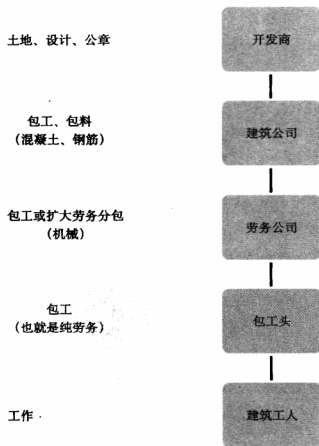 土地、设计、公章
开发商
包工、包料
(混凝土、钢筋)
建筑公司
包工或扩大劳务分包
(机械)
劳务公司
包工
(也就是纯劳务)
包工头
工作
建筑工人